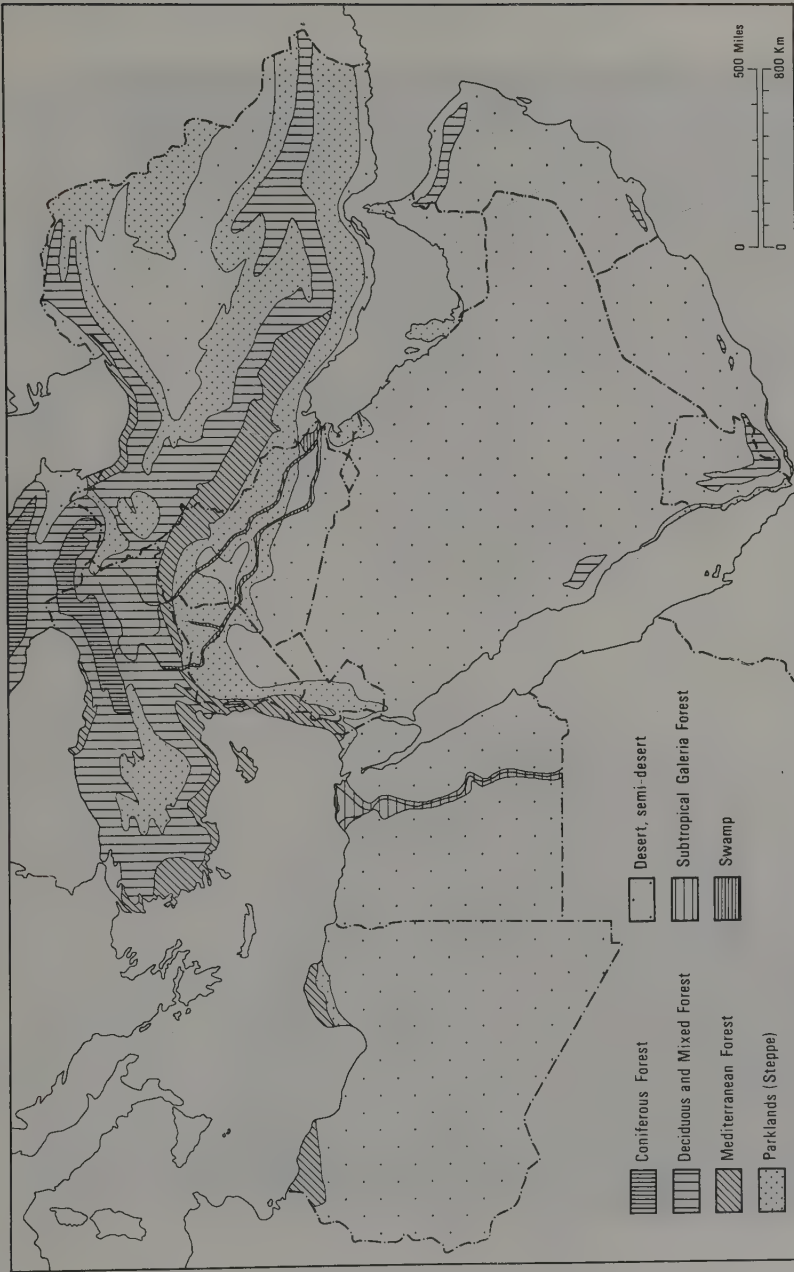 Coniferous Forest
Deciduous and Mixed Forest
Mediterranean Forest
Parklands (Steppe)
Desert, semi-desert
Subtropical Galeria Forest
Swamp
0 500 Miles
0 800 Km